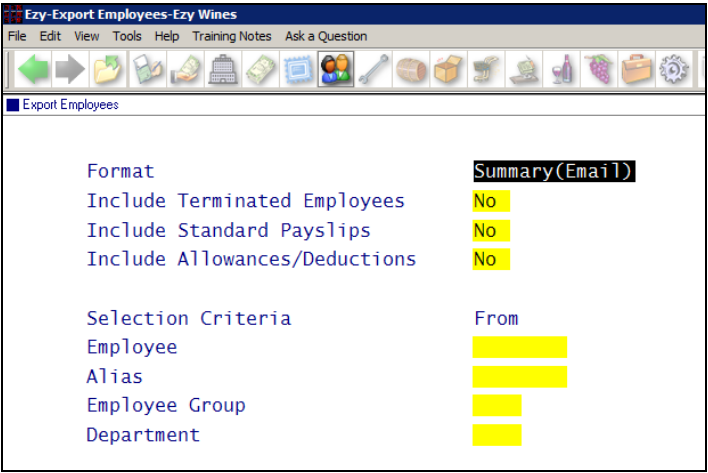 Ezy-Export Employees-Ezy Wines
File Edit View Tools Help Training Notes Ask a Question
Export Employees
Format Summary(Email)
Include Terminated Employees No
Include Standard Payslips No
Include Allowances/Deductions No
Selection Criteria From
Employee
Alias
Employee Group
Department